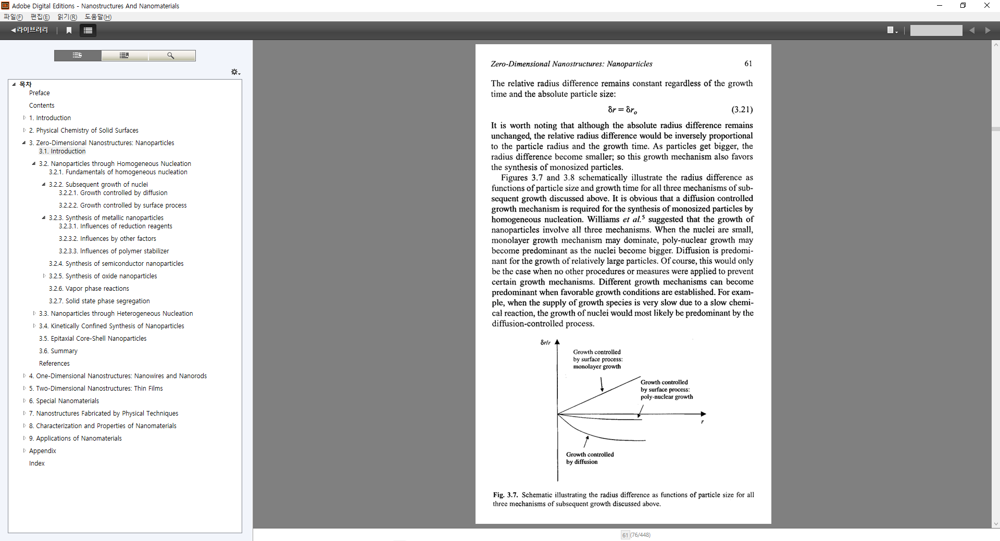 Adobe Digital Editions - Nanostructures And Nanomaterials
파일(F) 편집(E) 읽기(R) 도움말(H)
◀라이브러리
목차
Preface
Contents
1. Introduction
2. Physical Chemistry of Solid Surfaces
3. Zero-Dimensional Nanostructures: Nanoparticles
3.1. Introduction
3.2. Nanoparticles through Homogeneous Nucleation
3.2.1. Fundamentals of homogeneous nucleation
3.2.2. Subsequent growth of nuclei
3.2.2.1. Growth controlled by diffusion
3.2.2.2. Growth controlled by surface process
3.2.3. Synthesis of metallic nanoparticles
3.2.3.1. Influences of reduction reagents
3.2.3.2. Influences by other factors
3.2.3.3. lnfluences of polymer stabilizer
3.2.4. Synthesis of semiconductor nanoparticles
3.2.5. Synthesis of oxide nanoparticles
3.2.6. Vapor phase reactions
3.2.7. Solid state phase segregation
3.3. Nanoparticles through Heterogeneous Nucleation
3.4. Kinetically Confined Synthesis of Nanoparticles
3.5. Epitaxial Core-Shell Nanoparticles
3.6. Summary
References
4. One-Dimensional Nanostructures: Nanowires and Nanorods
5. Two-Dimensional Nanostructures: Thin Films
6. Special Nanomaterials
7. Nanostructures Fabricated by Physical Techniques
8. Characterization and Properties of Nanomaterials
9. Applications of Nanomaterials
Appendix
Index
Zero-Dimensional Nanostructures: Nanoparticles 61
The relative radius difference remains constant regardless of the growth
time and the absolute particle size:
δr = δrₒ (3.21)
It is worth noting that although the absolute radius difference remains
unchanged, the relative radius difference would be inversely proportional
to the particle radius and the growth time. As particles get bigger, the
radius difference become smaller; so this growth mechanism also favors
the synthesis of monosized particles.
Figures 3.7 and 3.8 schematically illustrate the radius difference as
functions of particle size and growth time for all three mechanisms of sub-
sequent growth discussed above. It is obvious that a diffusion controlled
growth mechanism is required for the synthesis of monosized particles by
homogeneous nucleation. Williams et al.⁵ suggested that the growth of
nanoparticles involve all three mechanisms. When the nuclei are small,
monolayer growth mechanism may dominate, poly-nuclear growth may
become predominant as the nuclei become bigger. Diffusion is predomi-
nant for the growth of relatively large particles. Of course, this would only
be the case when no other procedures or measures were applied to prevent
certain growth mechanisms. Different growth mechanisms can become
predominant when favorable growth conditions are established. For exam-
ple, when the supply of growth species is very slow due to a slow chemi-
cal reaction, the growth of nuclei would most likely be predominant by the
diffusion-controlled process.
δr/r
Growth controlled
by surface process:
monolayer growth
Growth controlled
by surface process:
poly-nuclear growth
r
Growth controlled
by diffusion
Fig. 3.7. Schematic illustrating the radius difference as functions of particle size for all
three mechanisms of subsequent growth discussed above.
61 (76/448)